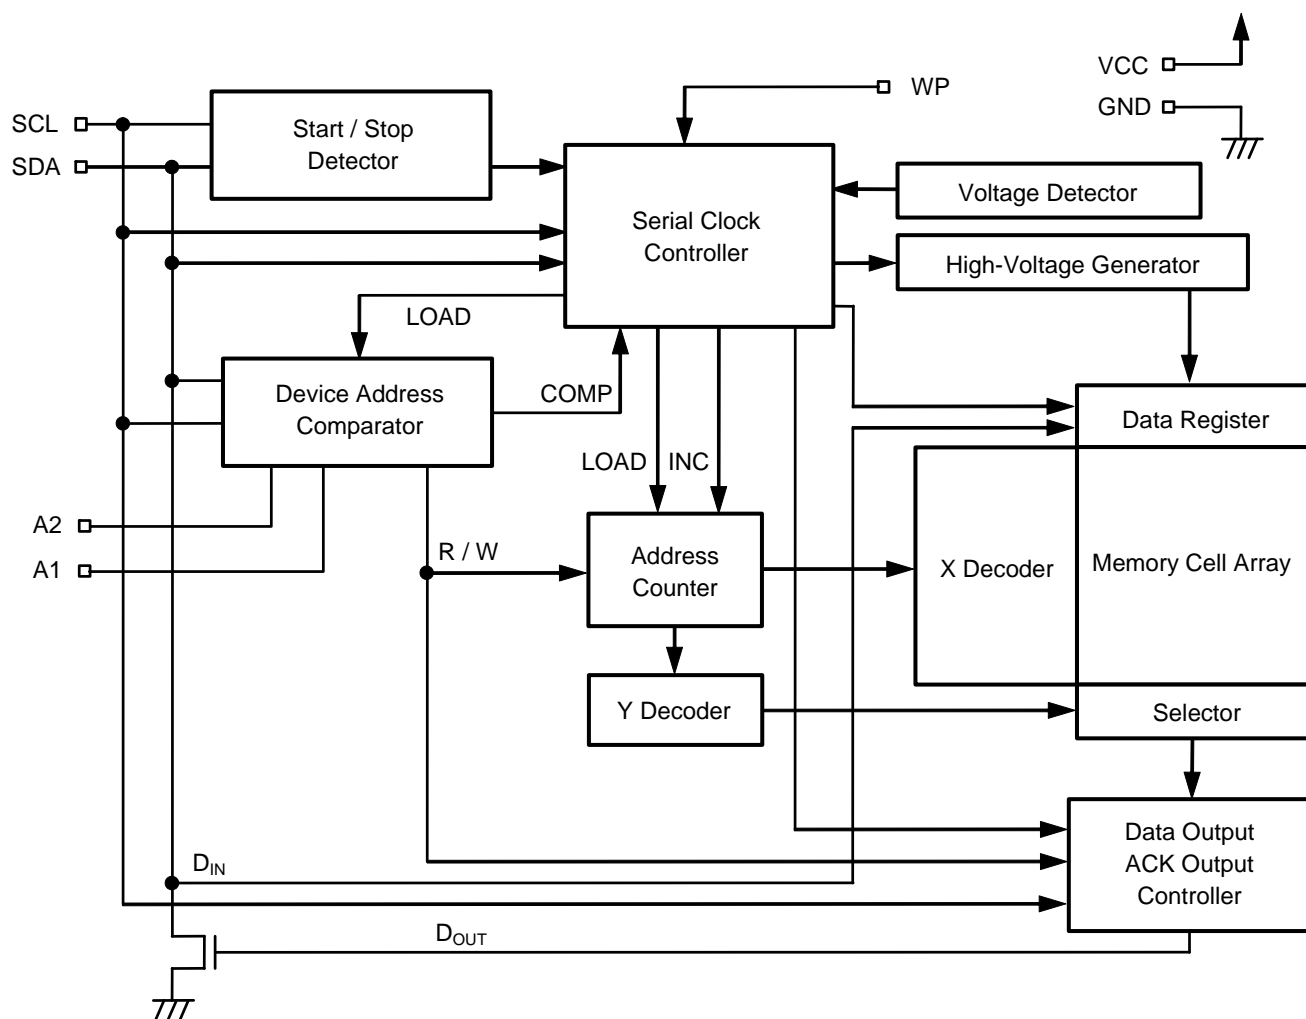 VCC
WP
GND
SCL
Start / Stop
Detector
SDA
Voltage Detector
Serial Clock
Controller
High-Voltage Generator
LOAD
Device Address
Comparator
COMP
Data Register
LOAD
INC
A2
R / W
Address
Counter
X Decoder
Memory Cell Array
A1
Y Decoder
Selector
Data Output
ACK Output
Controller
DIN
DOUT